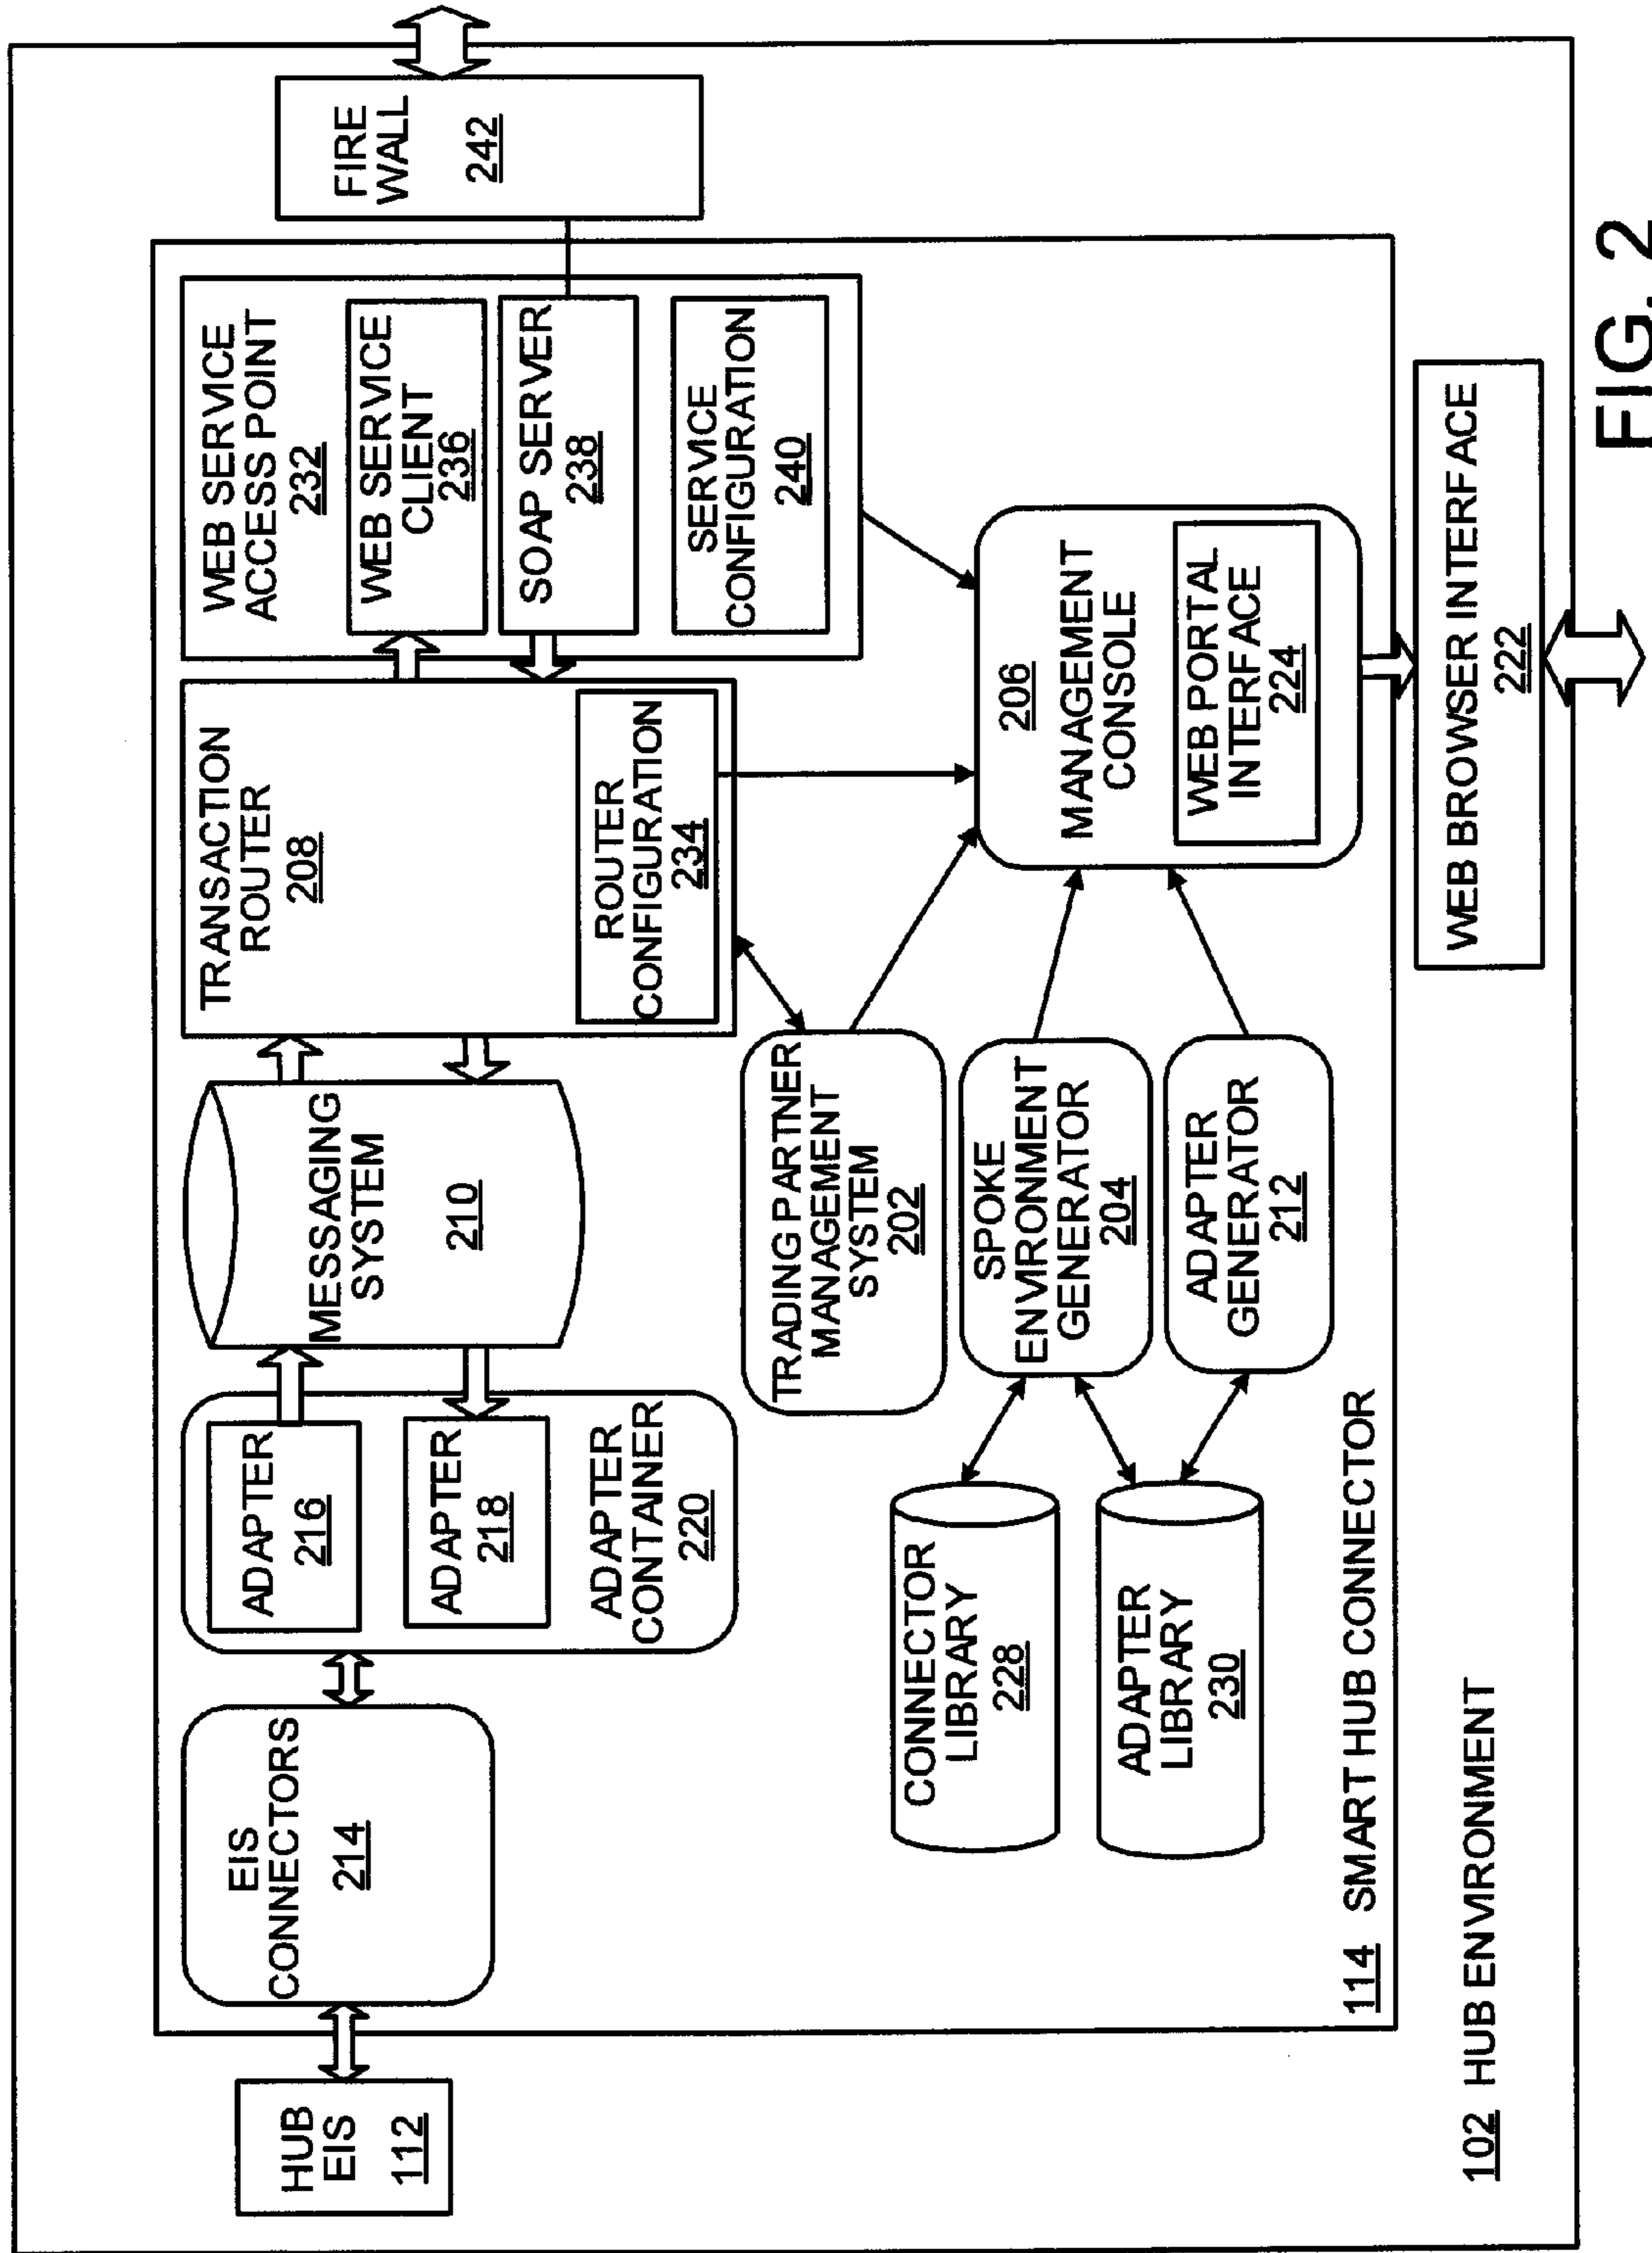 HUB
EIS
112
EIS
CONNECTORS
214
ADAPTER
216
ADAPTER
218
ADAPTER
CONTAINER
220
MESSAGING
SYSTEM
210
TRANSACTION
ROUTER
208
ROUTER
CONFIGURATION
234
WEB SERVICE
ACCESS POINT
232
WEB SERVICE
CLIENT
236
SOAP SERVER
238
SERVICE
CONFIGURATION
240
FIRE
WALL
242
TRADING PARTNER
MANAGEMENT
SYSTEM
202
SPOKE
ENVIRONMENT
GENERATOR
204
ADAPTER
GENERATOR
212
CONNECTOR
LIBRARY
228
ADAPTER
LIBRARY
230
206
MANAGEMENT
CONSOLE
WEB PORTAL
INTERFACE
224
114 SMART HUB CONNECTOR
WEB BROWSER INTERFACE
222
102 HUB ENVIRONMENT
FIG. 2